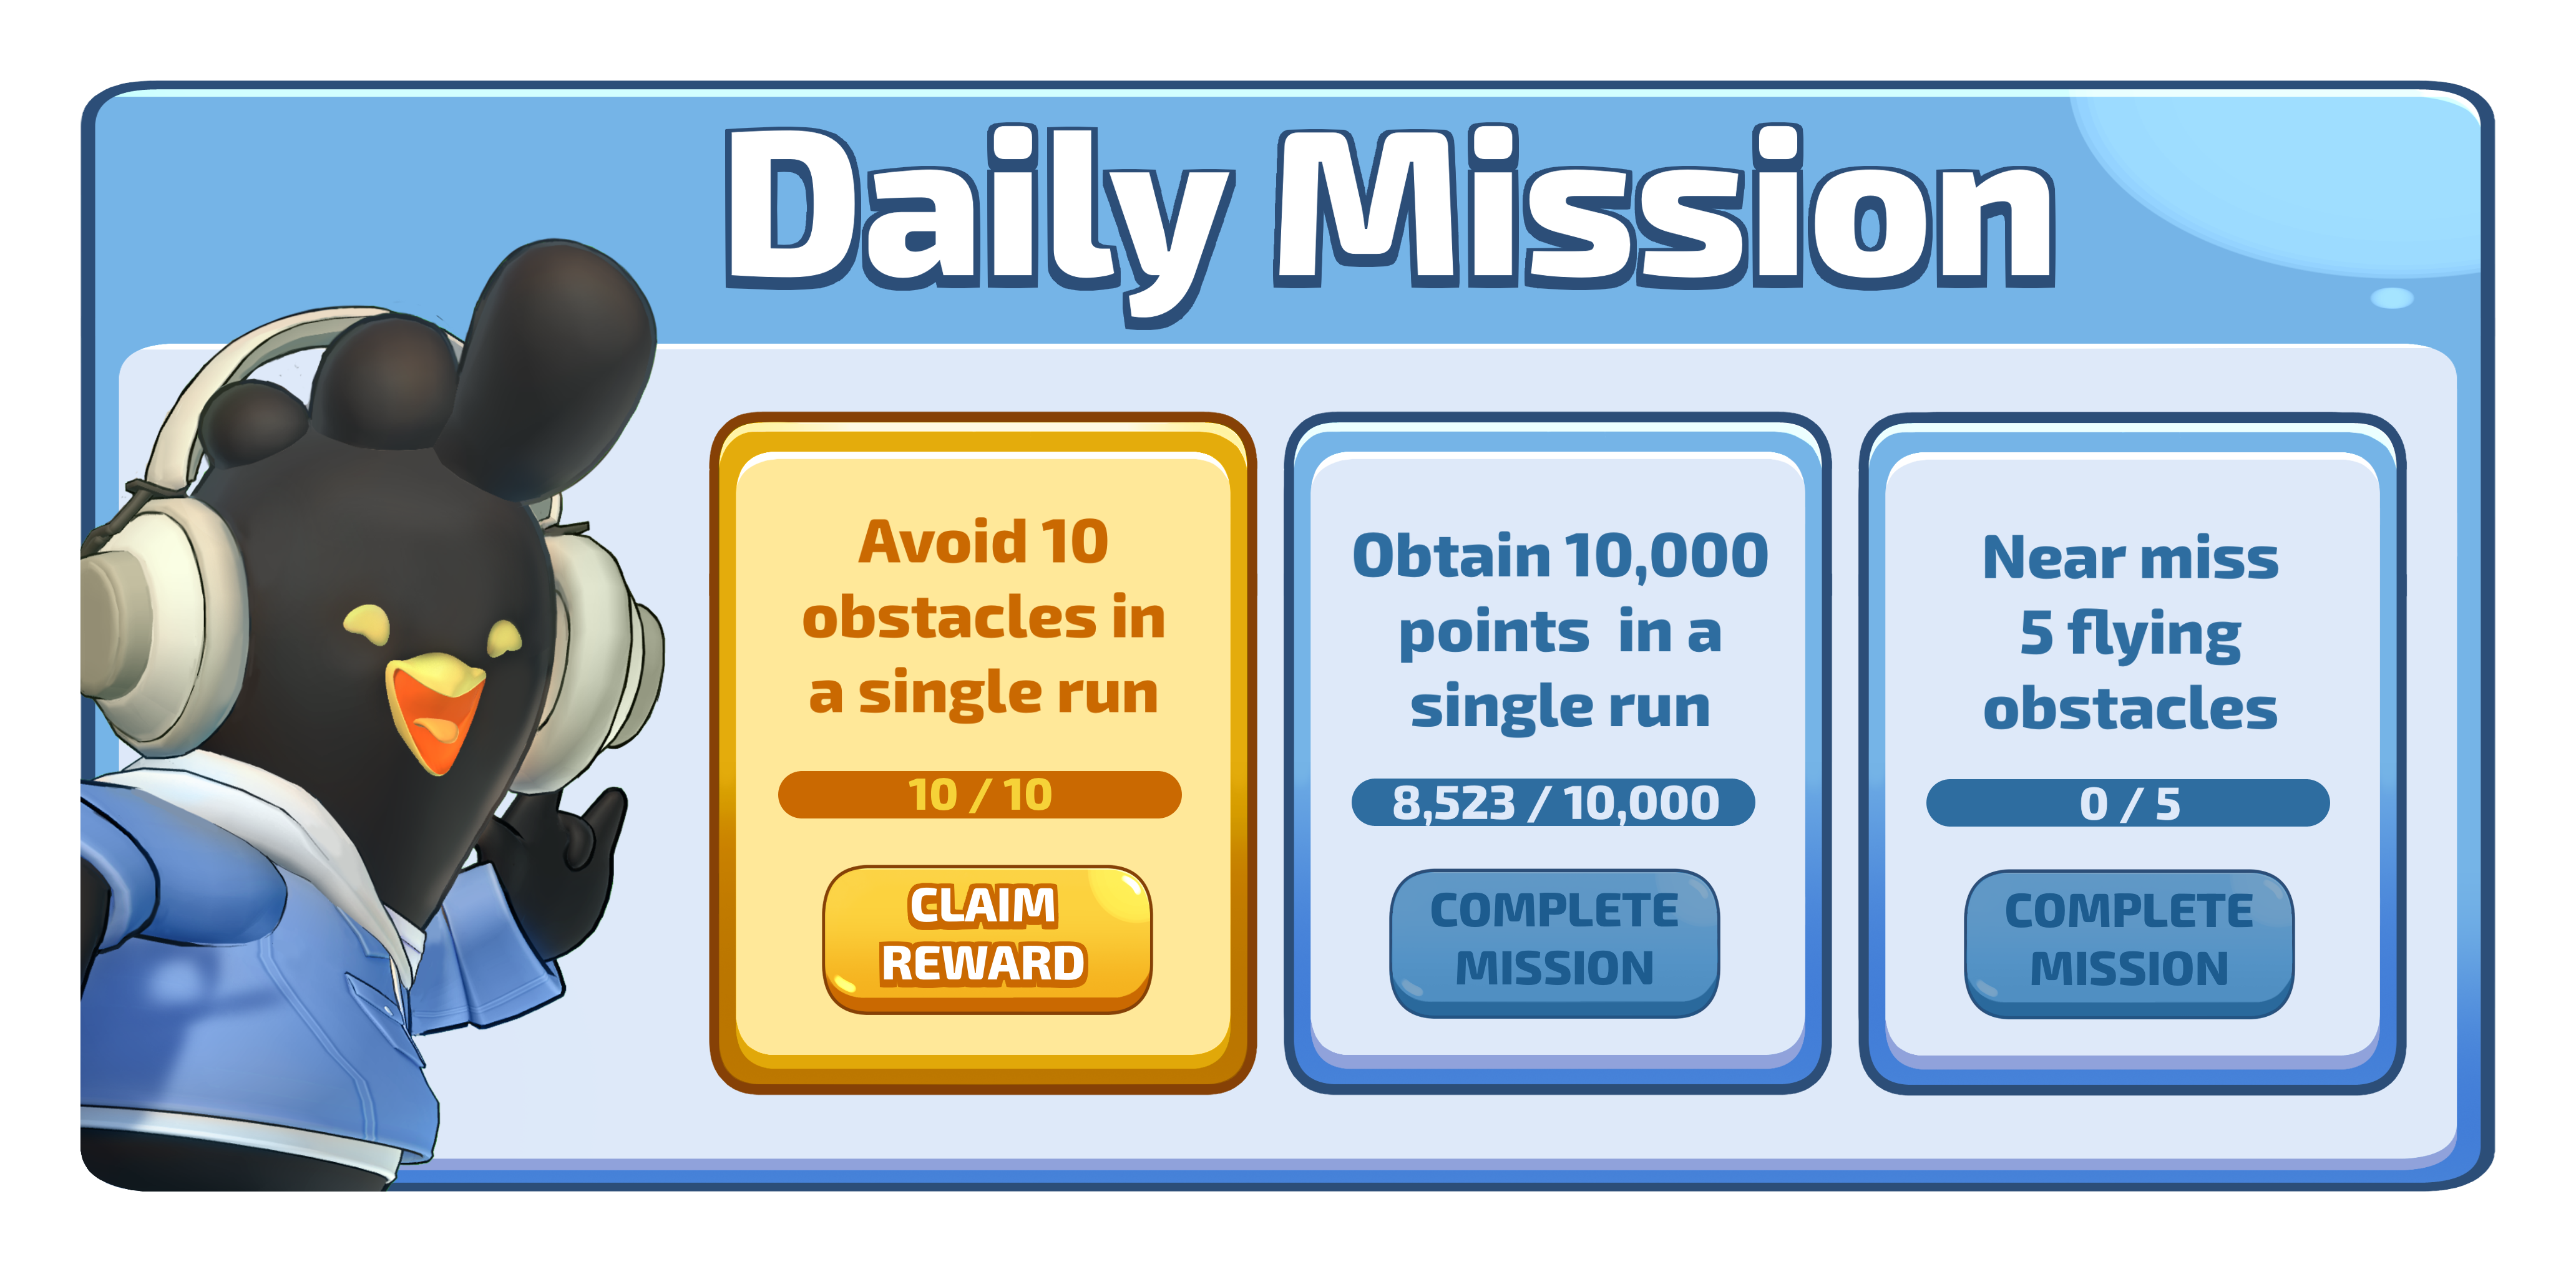 Daily Mission
Avoid 10
obstacles in
a single run
10 / 10
CLAIM
REWARD
Obtain 10,000
points  in a
single run
8,523 / 10,000
COMPLETE
MISSION
Near miss
5 flying
obstacles
0 / 5
COMPLETE
MISSION